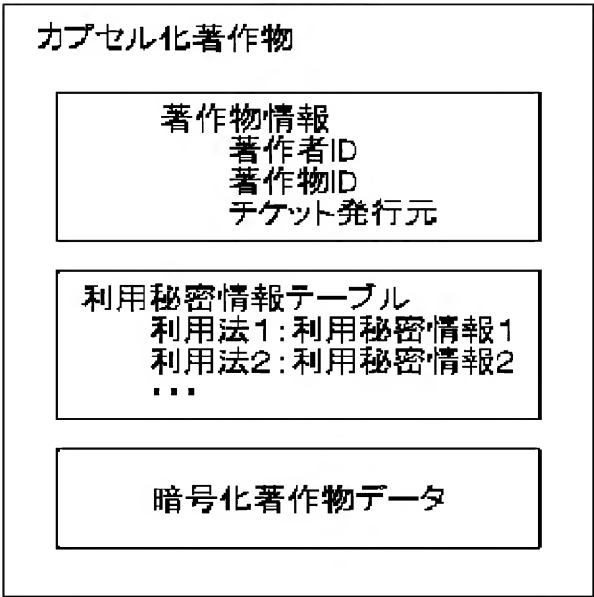 カプセル化著作物
著作物情報
著作者ID
著作物ID
チケット発行元
利用秘密情報テーブル
利用法1:利用秘密情報1
利用法2:利用秘密情報2
・・・
暗号化著作物データ